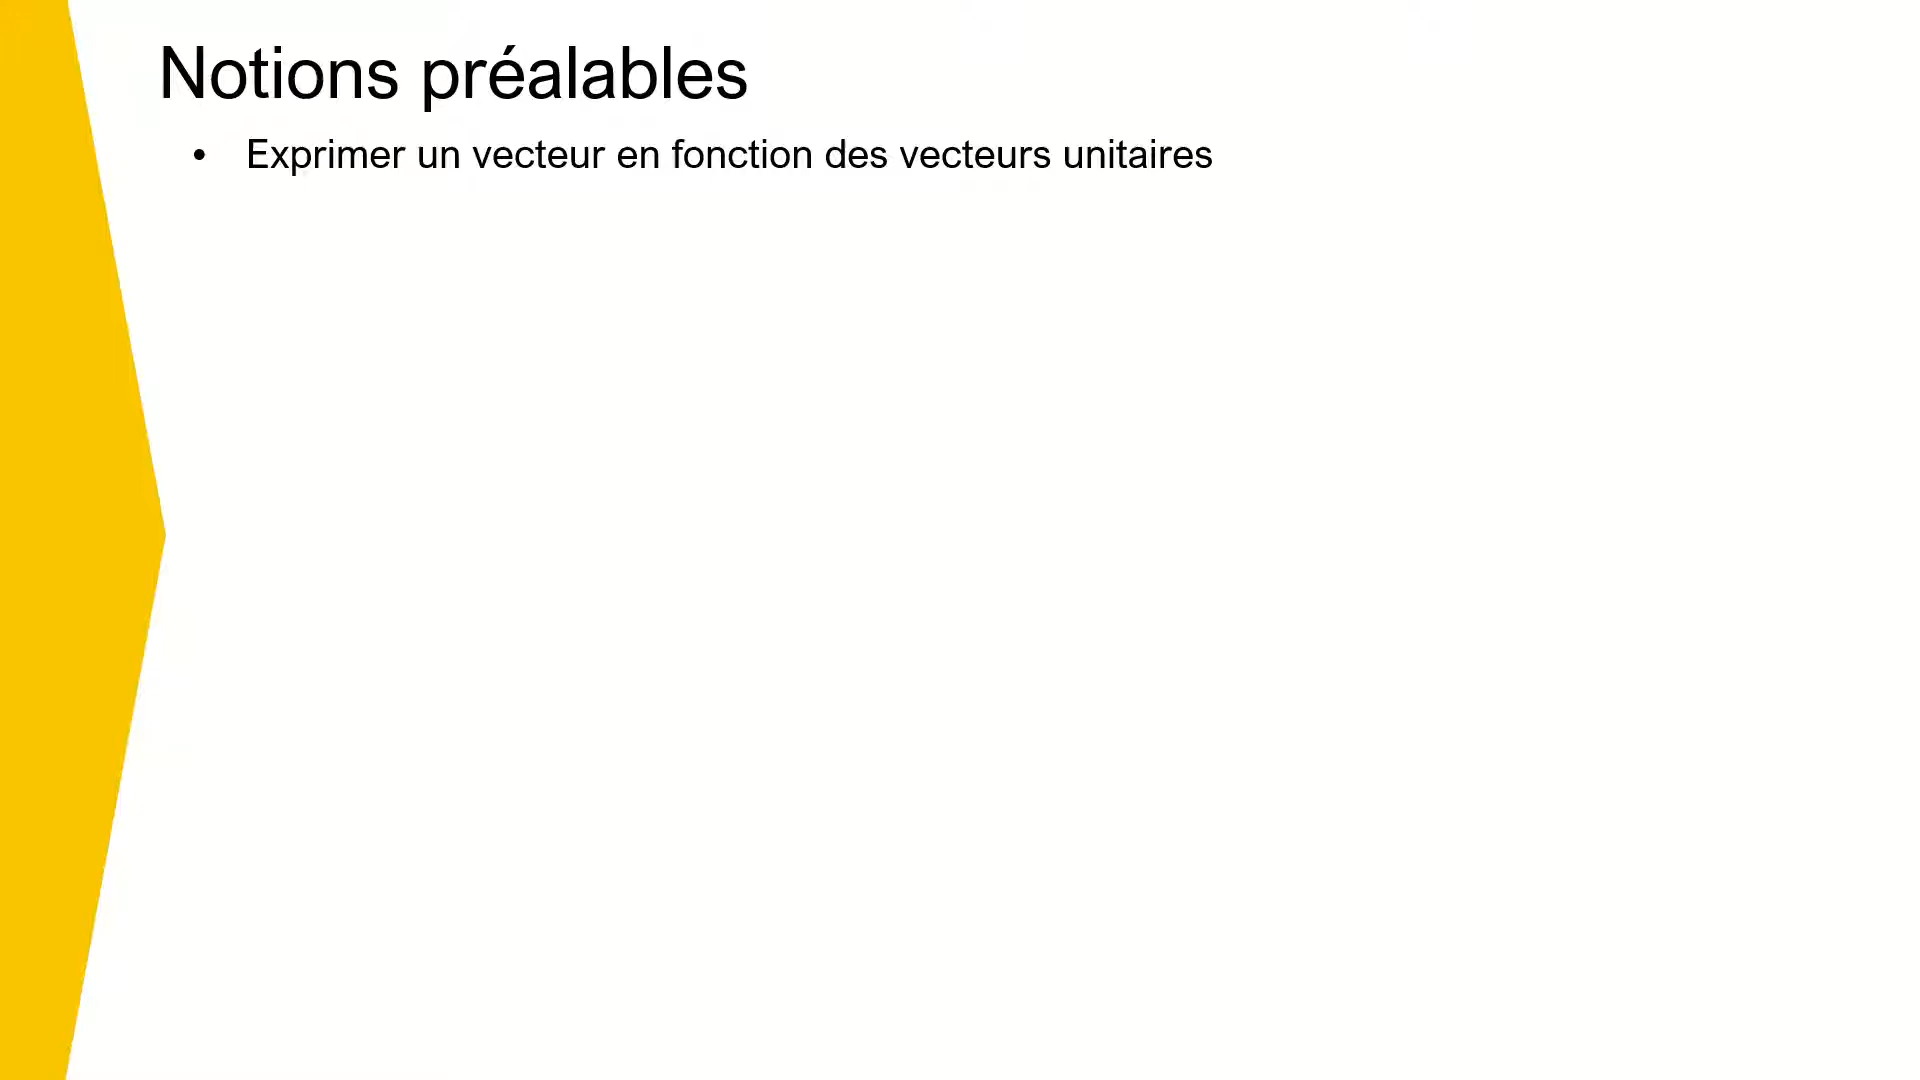 Notions préalables
• Exprimer un vecteur en fonction des vecteurs unitaires